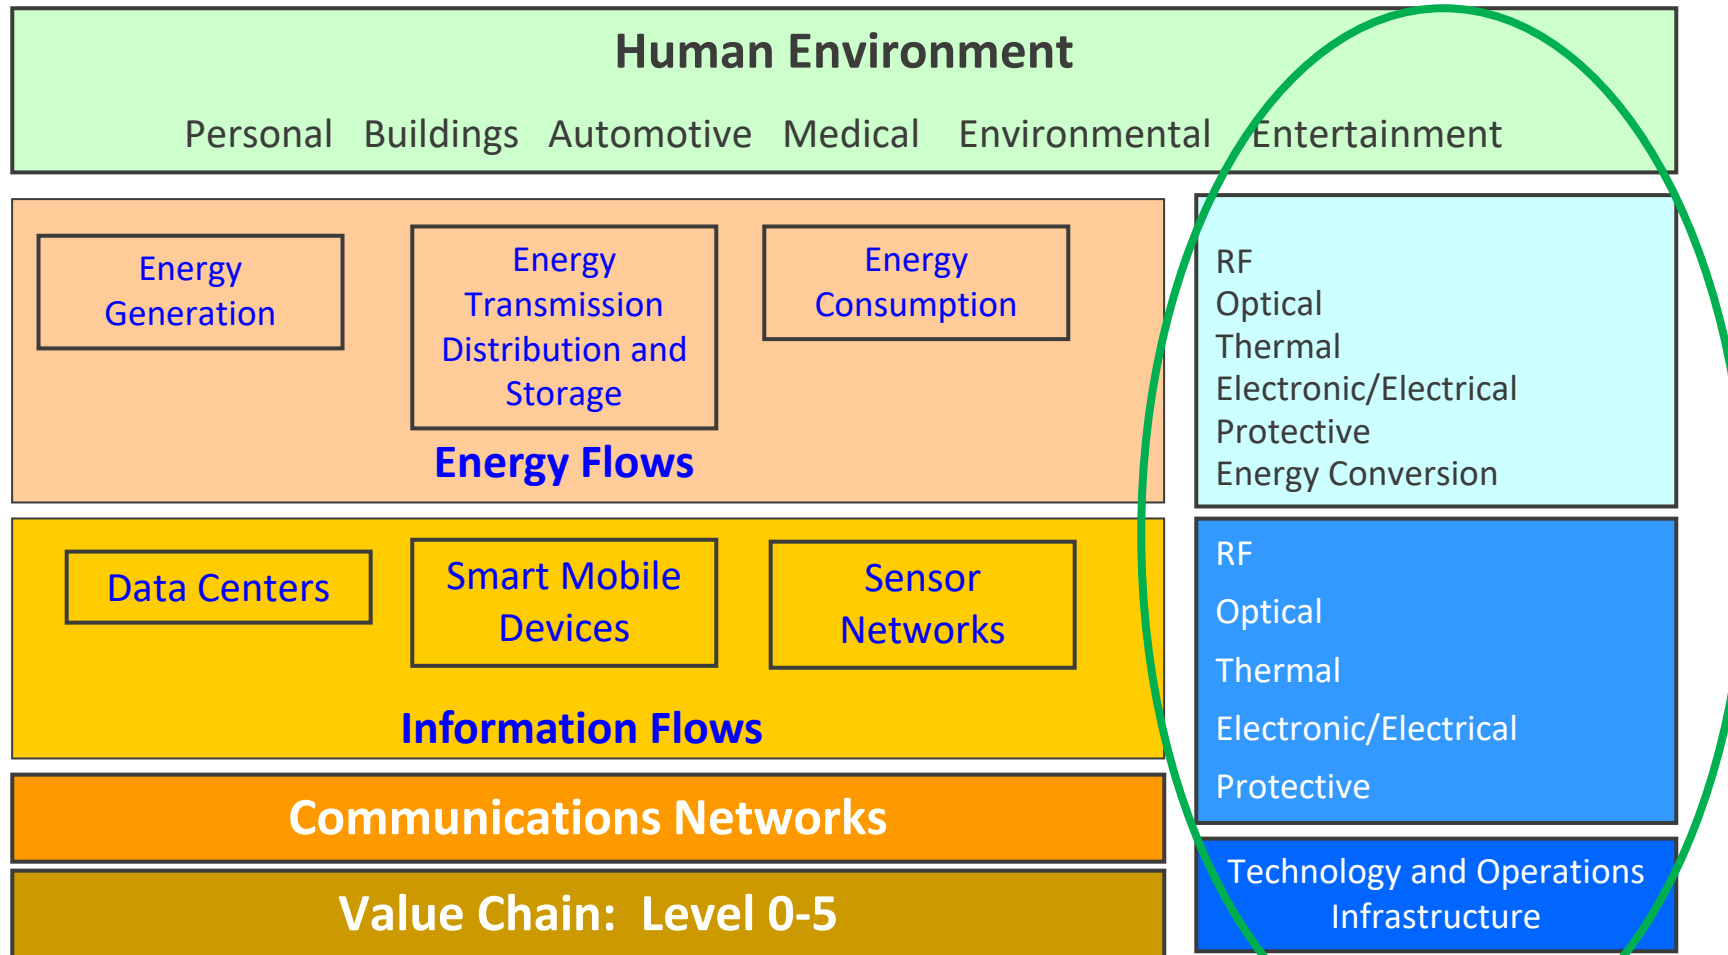 Human Environment
Personal Buildings Automotive Medical Environmental Entertainment
Energy
Generation
Energy
Transmission
Distribution and
Storage
Energy
Consumption
Energy Flows
RF
Optical
Thermal
Electronic/Electrical
Protective
Energy Conversion
Data Centers
Smart Mobile
Devices
Sensor
Networks
Information Flows
RF
Optical
Thermal
Electronic/Electrical
Protective
Communications Networks
Value Chain: Level 0-5
Technology and Operations
Infrastructure